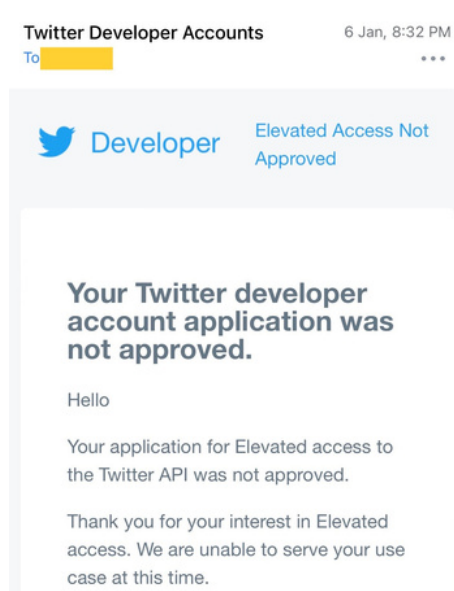 Twitter Developer Accounts 6 Jan, 8:32 PM
To
Developer
Elevated Access Not
Approved
Your Twitter developer
account application was
not approved.
Hello
Your application for Elevated access to
the Twitter API was not approved.
Thank you for your interest in Elevated
access. We are unable to serve your use
case at this time.